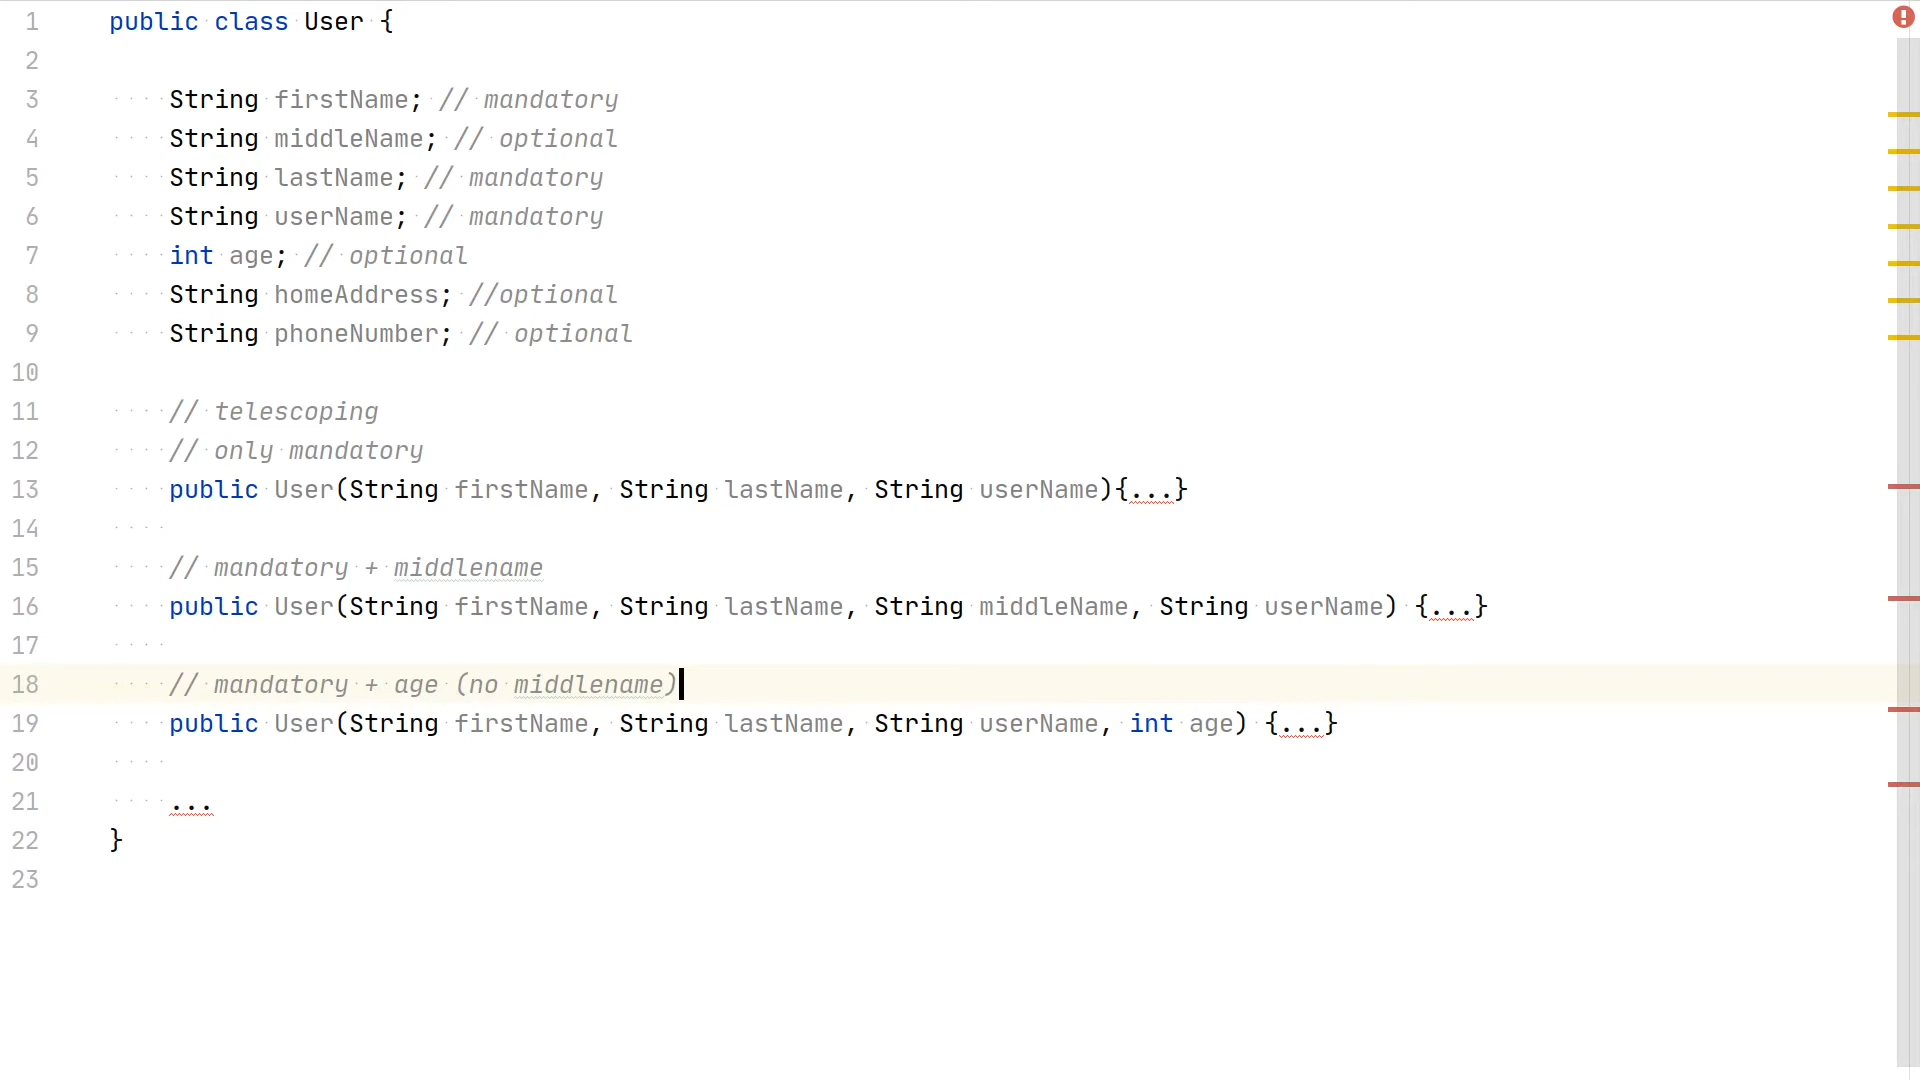 1 public class User {
2
3 String firstName; // mandatory
4 String middleName; // optional
5 String lastName; // mandatory
6 String userName; // mandatory
7 int age; // optional
8 String homeAddress; //optional
9 String phoneNumber; // optional
10
11 // telescoping
12 // only mandatory
13 public User(String firstName, String lastName, String userName){...}
14
15 // mandatory + middlename
16 public User(String firstName, String lastName, String middleName, String userName) {...}
17
18 // mandatory + age (no middlename)
19 public User(String firstName, String lastName, String userName, int age) {...}
20
21 ...
22 }
23